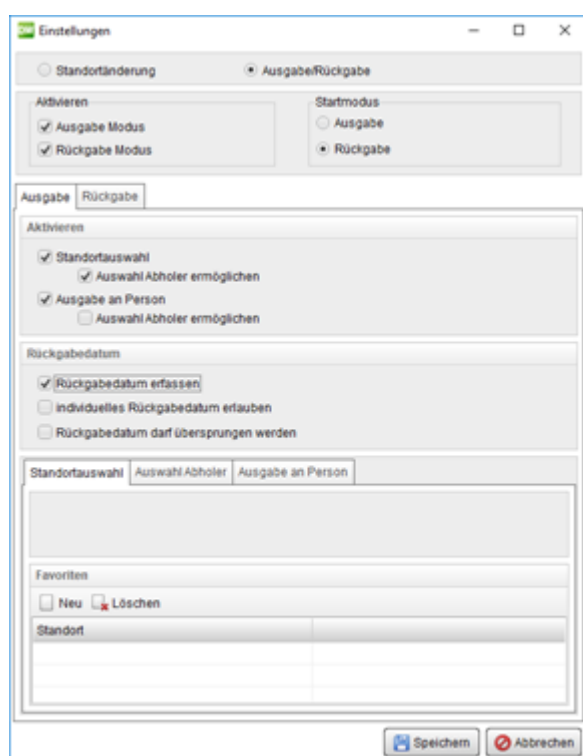 Einstellungen
Standortänderung
Ausgabe/Rückgabe
Aktivieren
Startmodus
Ausgabe Modus
Ausgabe
Rückgabe Modus
Rückgabe
Ausgabe Rückgabe
Aktivieren
Standortauswahl
Auswahl Abholer ermöglichen
Ausgabe an Person
Auswahl Abholer ermöglichen
Rückgabedatum
Rückgabedatum erfassen
individuelles Rückgabedatum erlauben
Rückgabedatum darf übersprungen werden
Standortauswahl Auswahl Abholer Ausgabe an Person
Favoriten
Neu Löschen
Standort
Speichern Abbrechen